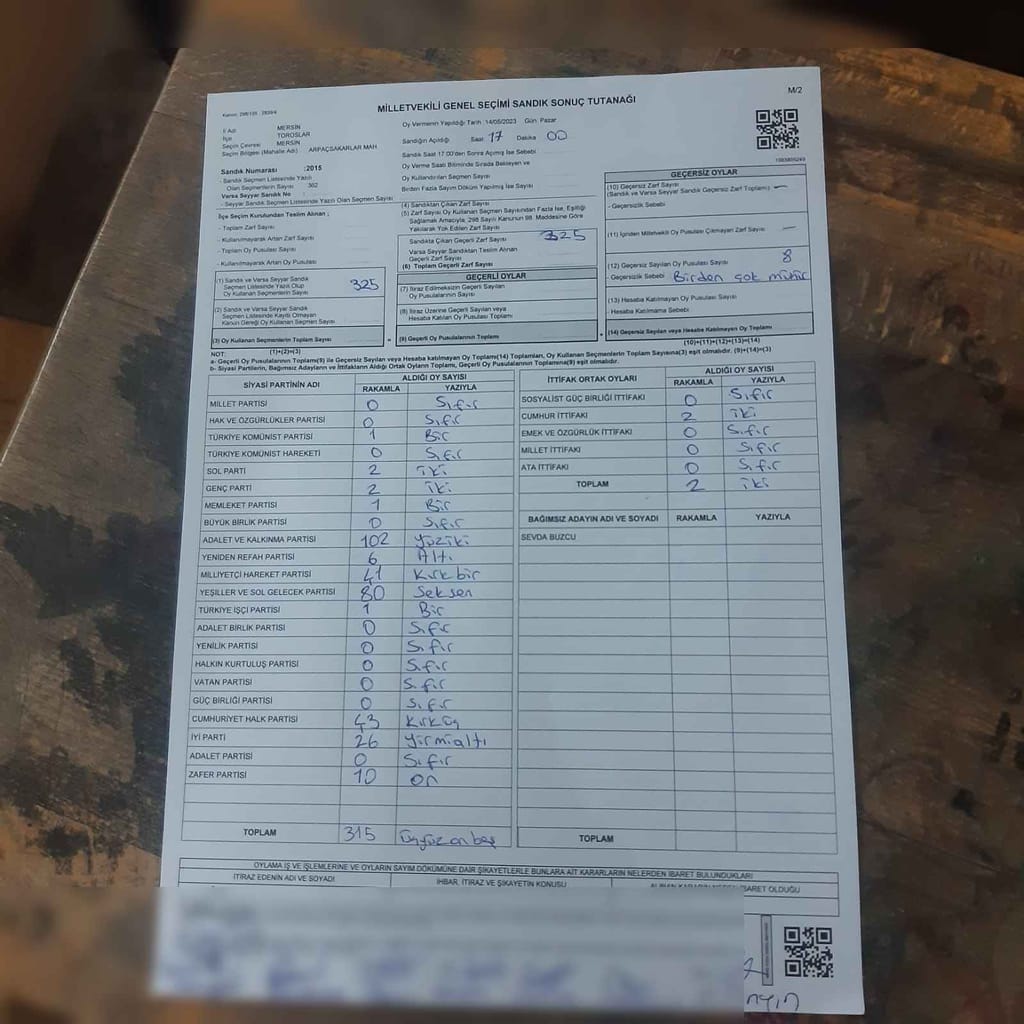 M/2
MİLLETVEKİLİ GENEL SEÇİMİ SANDIK SONUÇ TUTANAĞI
İl Adı MERSİN
İlçe TOROSLAR
Seçim Çevresi MERSİN
Seçim Bölgesi (Mahalle Adı) ARPAÇSAKARLAR MAH.
Oy Vermenin Yapıldığı Tarih :14/05/2023 Gün: Pazar
Sandığın Açıldığı Saat 17 Dakika 00
Sandık Saat 17.00'den Sonra Açılmış İse Sebebi
Oy Verme Saati Bitiminde Sırada Bekleyen ve
Oy Kullandırılan Seçmen Sayısı
Birden Fazla Sayım Dökümü Yapılmış İse Sayısı
Sandık Numarası :2015
- Sandık Seçmen Listesinde Yazılı
Olan Seçmenlerin Sayısı 362
Varsa Seyyar Sandık No
- Seyyar Sandık Seçmen Listesinde Yazılı Olan Seçmen Sayısı
İlçe Seçim Kurulundan Teslim Alınan ;
- Toplam Zarf Sayısı
- Kullanılmayarak Artan Zarf Sayısı
- Toplam Oy Pusulası Sayısı
- Kullanılmayarak Artan Oy Pusulası
(4) Sandıktan Çıkan Zarf Sayısı
(5) Zarf Sayısı Oy Kullanan Seçmen Sayısından Fazla İse, Eşitliği
Sağlamak Amacıyla, 298 Sayılı Kanunun 98. Maddesine Göre
Yakılarak Yok Edilen Zarf Sayısı
Sandıkta Çıkan Geçerli Zarf Sayısı 325
Varsa Seyyar Sandıktan Teslim Alınan
Geçerli Zarf Sayısı
(6) Toplam Geçerli Zarf Sayısı
GEÇERSİZ OYLAR
(10) Geçersiz Zarf Sayısı
(Sandık ve Varsa Seyyar Sandık Geçersiz Zarf Toplamı) —
- Geçersizlik Sebebi
(11) İçinden Milletvekili Oy Pusulası Çıkmayan Zarf Sayısı —
(12) Geçersiz Sayılan Oy Pusulası Sayısı 8
- Geçersizlik Sebebi Birden çok mühür
(13) Hesaba Katılmayan Oy Pusulası Sayısı
- Hesaba Katılmama Sebebi
(14) Geçersiz Sayılan veya Hesaba Katılmayan Oy Toplamı
(10)+(11)+(12)+(13)=(14)
(1) Sandık ve Varsa Seyyar Sandık
Seçmen Listesinde Yazılı Olup
Oy Kullanan Seçmenlerin Sayısı 325
(2) Sandık ve Varsa Seyyar Sandık
Seçmen Listesinde Kaydı Olmayan
Kanun Gereği Oy Kullanan Seçmen Sayısı
(3) Oy Kullanan Seçmenlerin Toplam Sayısı =
(1)+(2)=(3)
GEÇERLİ OYLAR
(7) İtiraz Edilmeksizin Geçerli Sayılan
Oy Pusulalarının Sayısı
(8) İtiraz Üzerine Geçerli Sayılan veya
Hesaba Katılan Oy Pusulası Toplamı
(9) Geçerli Oy Pusulalarının Toplamı +
NOT:
a- Geçerli Oy Pusulalarının Toplamı(9) ile Geçersiz Sayılan veya Hesaba katılmayan Oy Toplamı(14) Toplamları, Oy Kullanan Seçmenlerin Toplam Sayısına(3) eşit olmalıdır. (9)+(14)=(3)
b- Siyasi Partilerin, Bağımsız Adayların ve İttifakların Aldığı Ortak Oyların Toplamı, Geçerli Oy Pusulalarının Toplamına(9) eşit olmalıdır.
SİYASİ PARTİNİN ADI ALDIĞI OY SAYISI
RAKAMLA YAZIYLA
MİLLET PARTİSİ 0 Sıfır
HAK VE ÖZGÜRLÜKLER PARTİSİ 0 Sıfır
TÜRKİYE KOMÜNİST PARTİSİ 1 Bir
TÜRKİYE KOMÜNİST HAREKETİ 0 Sıfır
SOL PARTİ 2 iki
GENÇ PARTİ 2 iki
MEMLEKET PARTİSİ 1 Bir
BÜYÜK BİRLİK PARTİSİ 0 Sıfır
ADALET VE KALKINMA PARTİSİ 102 yüziki
YENİDEN REFAH PARTİSİ 6 Altı
MİLLİYETÇİ HAREKET PARTİSİ 41 Kırkbir
YEŞİLLER VE SOL GELECEK PARTİSİ 80 Seksen
TÜRKİYE İŞÇİ PARTİSİ 1 Bir
ADALET BİRLİK PARTİSİ 0 Sıfır
YENİLİK PARTİSİ 0 Sıfır
HALKIN KURTULUŞ PARTİSİ 0 Sıfır
VATAN PARTİSİ 0 Sıfır
GÜÇ BİRLİĞİ PARTİSİ 0 Sıfır
CUMHURİYET HALK PARTİSİ 43 Kırküç
İYİ PARTİ 26 yirmialtı
ADALET PARTİSİ 0 Sıfır
ZAFER PARTİSİ 10 on
TOPLAM 315 üçyüzonbeş
İTTİFAK ORTAK OYLARI ALDIĞI OY SAYISI
RAKAMLA YAZIYLA
SOSYALİST GÜÇ BİRLİĞİ İTTİFAKI 0 Sıfır
CUMHUR İTTİFAKI 2 iki
EMEK VE ÖZGÜRLÜK İTTİFAKI 0 Sıfır
MİLLET İTTİFAKI 0 Sıfır
ATA İTTİFAKI 0 Sıfır
TOPLAM 2 iki
BAĞIMSIZ ADAYIN ADI VE SOYADI RAKAMLA YAZIYLA
SEVDA BUZCU
TOPLAM
OYLAMA İŞ VE İŞLEMLERİNE VE OYLARIN SAYIM DÖKÜMÜNE DAİR ŞİKAYETLERLE BUNLARA AİT KARARLARIN NELERDEN İBARET BULUNDUKLARI
İTİRAZ EDENİN ADI VE SOYADI İHBAR, İTİRAZ VE ŞİKAYETİN KONUSU İBARET OLDUĞU